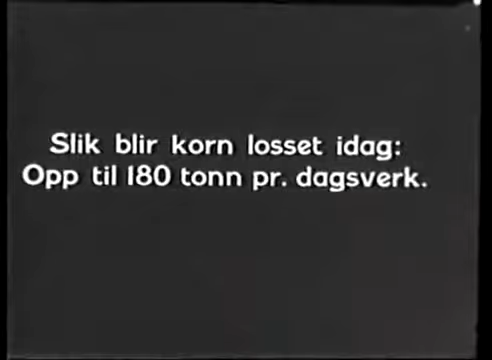 Slik blir korn losset idag:
Opp til 180 tonn pr. dagsverk.